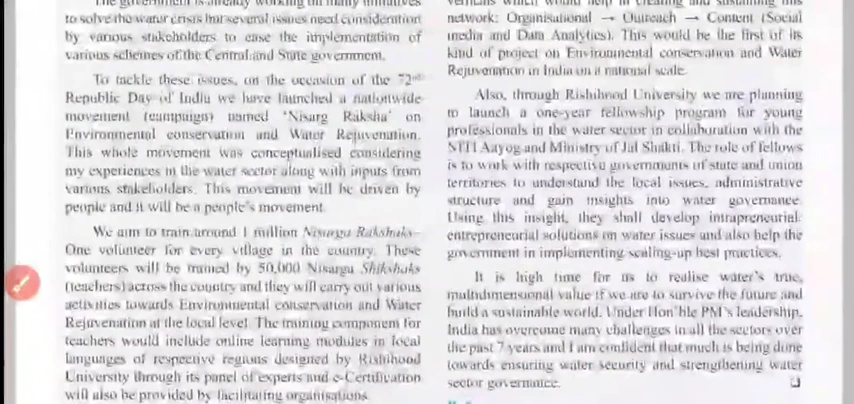 The government is already working on many initiatives
to solve the water crisis but several issues need consideration
by various stakeholders to ease the implementation of
various schemes of the Central and State government.
To tackle these issues, on the occasion of the 72nd
Republic Day of India we have launched a nationwide
movement (campaign) named ‘Nisarg Raksha’ on
Environmental conservation and Water Rejuvenation.
This whole movement was conceptualised considering
my experiences in the water sector along with inputs from
various stakeholders. This movement will be driven by
people and it will be a people’s movement.
We aim to train around 1 million Nisarga Rakshaks-
One volunteer for every village in the country. These
volunteers will be trained by 50,000 Nisarga Shikshaks
(teachers) across the country and they will carry out various
activities towards Environmental conservation and Water
Rejuvenation at the local level. The training component for
teachers would include online learning modules in local
languages of respective regions designed by Rishihood
University through its panel of experts and e-Certification
will also be provided by facilitating organisations.
which would help in creating and sustaining this
network: Organisational → Outreach → Content (Social
media and Data Analytics). This would be the first of its
kind of project on Environmental conservation and Water
Rejuvenation in India on a national scale.
Also, through Rishihood University we are planning
to launch a one-year fellowship program for young
professionals in the water sector in collaboration with the
NITI Aayog and Ministry of Jal Shakti. The role of fellows
is to work with respective governments of state and union
territories to understand the local issues, administrative
structure and gain insights into water governance.
Using this insight, they shall develop intrapreneurial/
entrepreneurial solutions on water issues and also help the
government in implementing scaling-up best practices.
It is high time for us to realise water’s true,
multidimensional value if we are to survive the future and
build a sustainable world. Under Hon’ble PM’s leadership,
India has overcome many challenges in all the sectors over
the past 7 years and I am confident that much is being done
towards ensuring water security and strengthening water
sector governance.